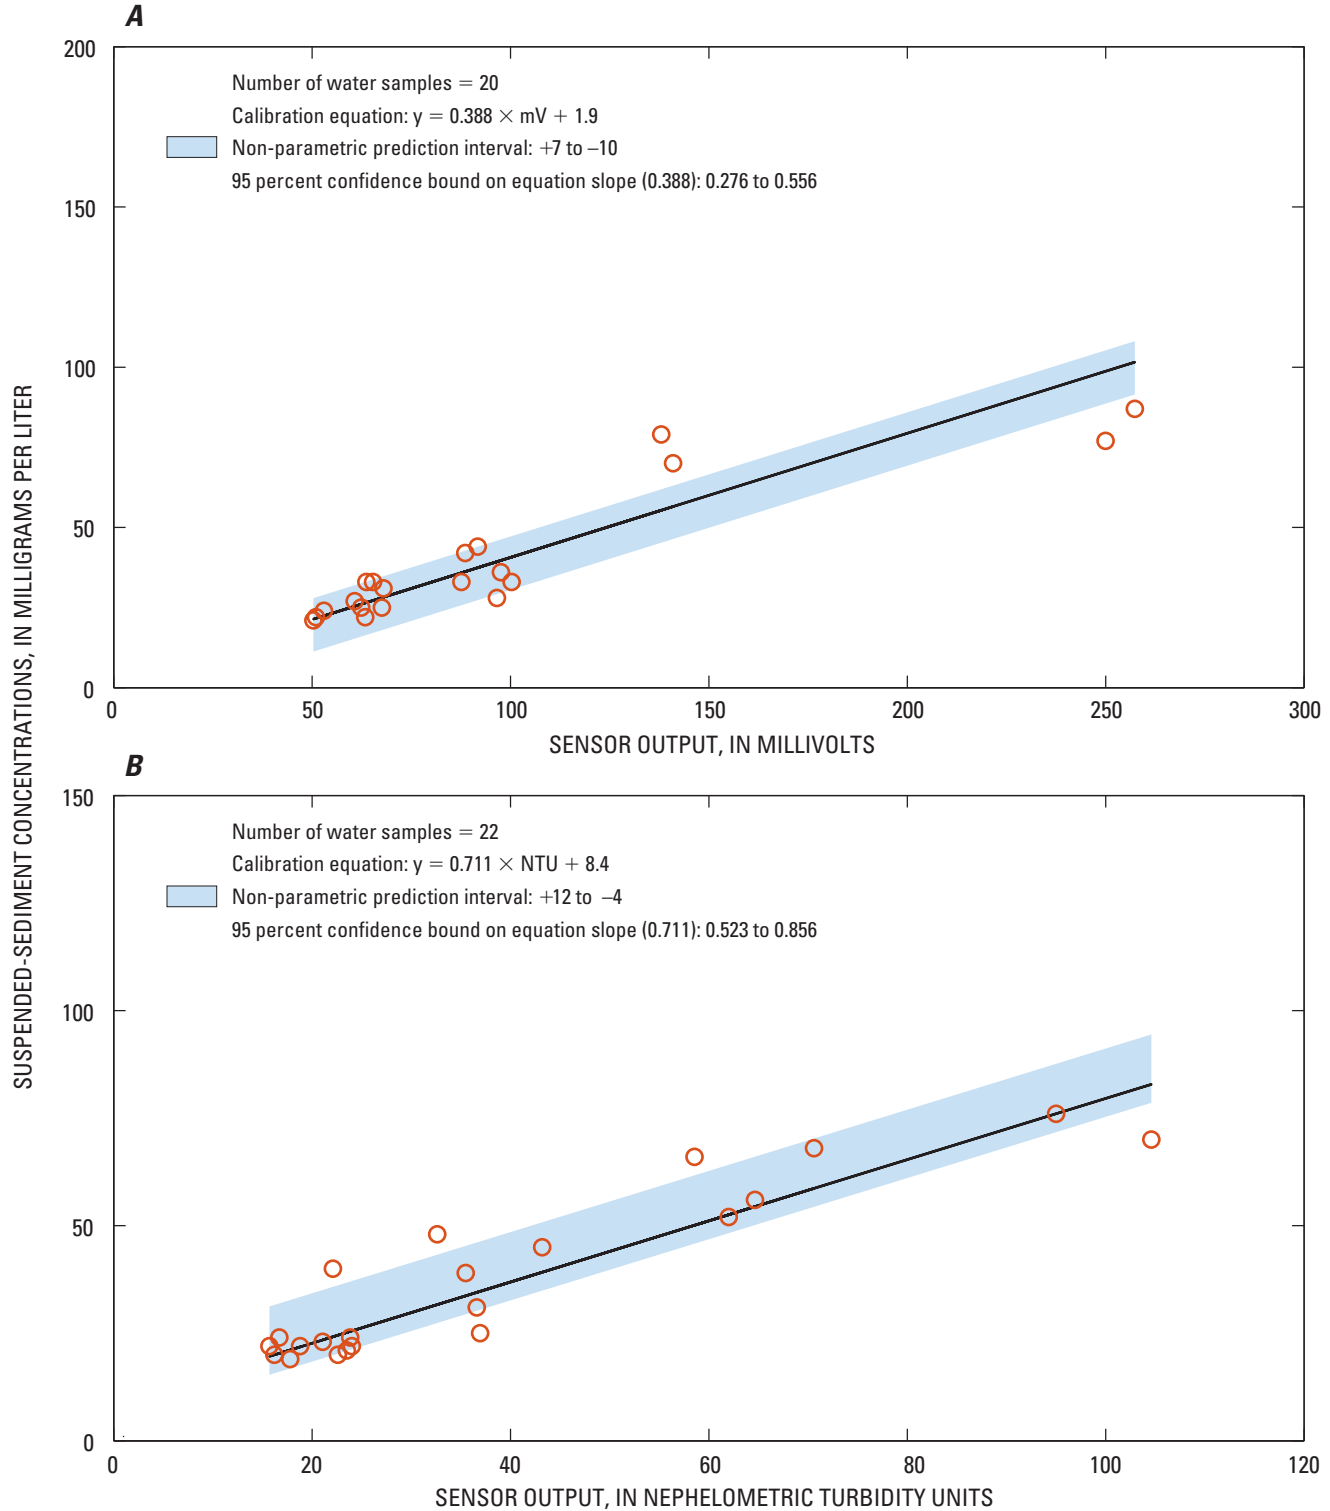 A
200
150
100
50
0
Number of water samples = 20
Calibration equation: y = 0.388 × mV + 1.9
Non-parametric prediction interval: +7 to –10
95 percent confidence bound on equation slope (0.388): 0.276 to 0.556
0 50 100 150 200 250 300
SENSOR OUTPUT, IN MILLIVOLTS
SUSPENDED-SEDIMENT CONCENTRATIONS, IN MILLIGRAMS PER LITER
B
150
100
50
0
Number of water samples = 22
Calibration equation: y = 0.711 × NTU + 8.4
Non-parametric prediction interval: +12 to –4
95 percent confidence bound on equation slope (0.711): 0.523 to 0.856
0 20 40 60 80 100 120
SENSOR OUTPUT, IN NEPHELOMETRIC TURBIDITY UNITS